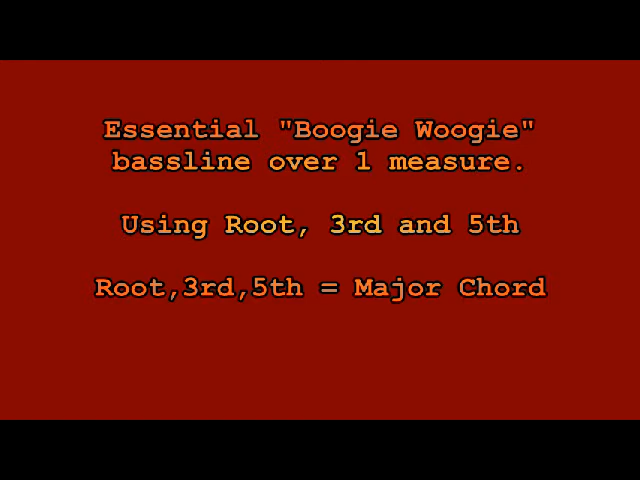 Essential "Boogie Woogie"
bassline over 1 measure.
Using Root, 3rd and 5th
Root,3rd,5th = Major Chord